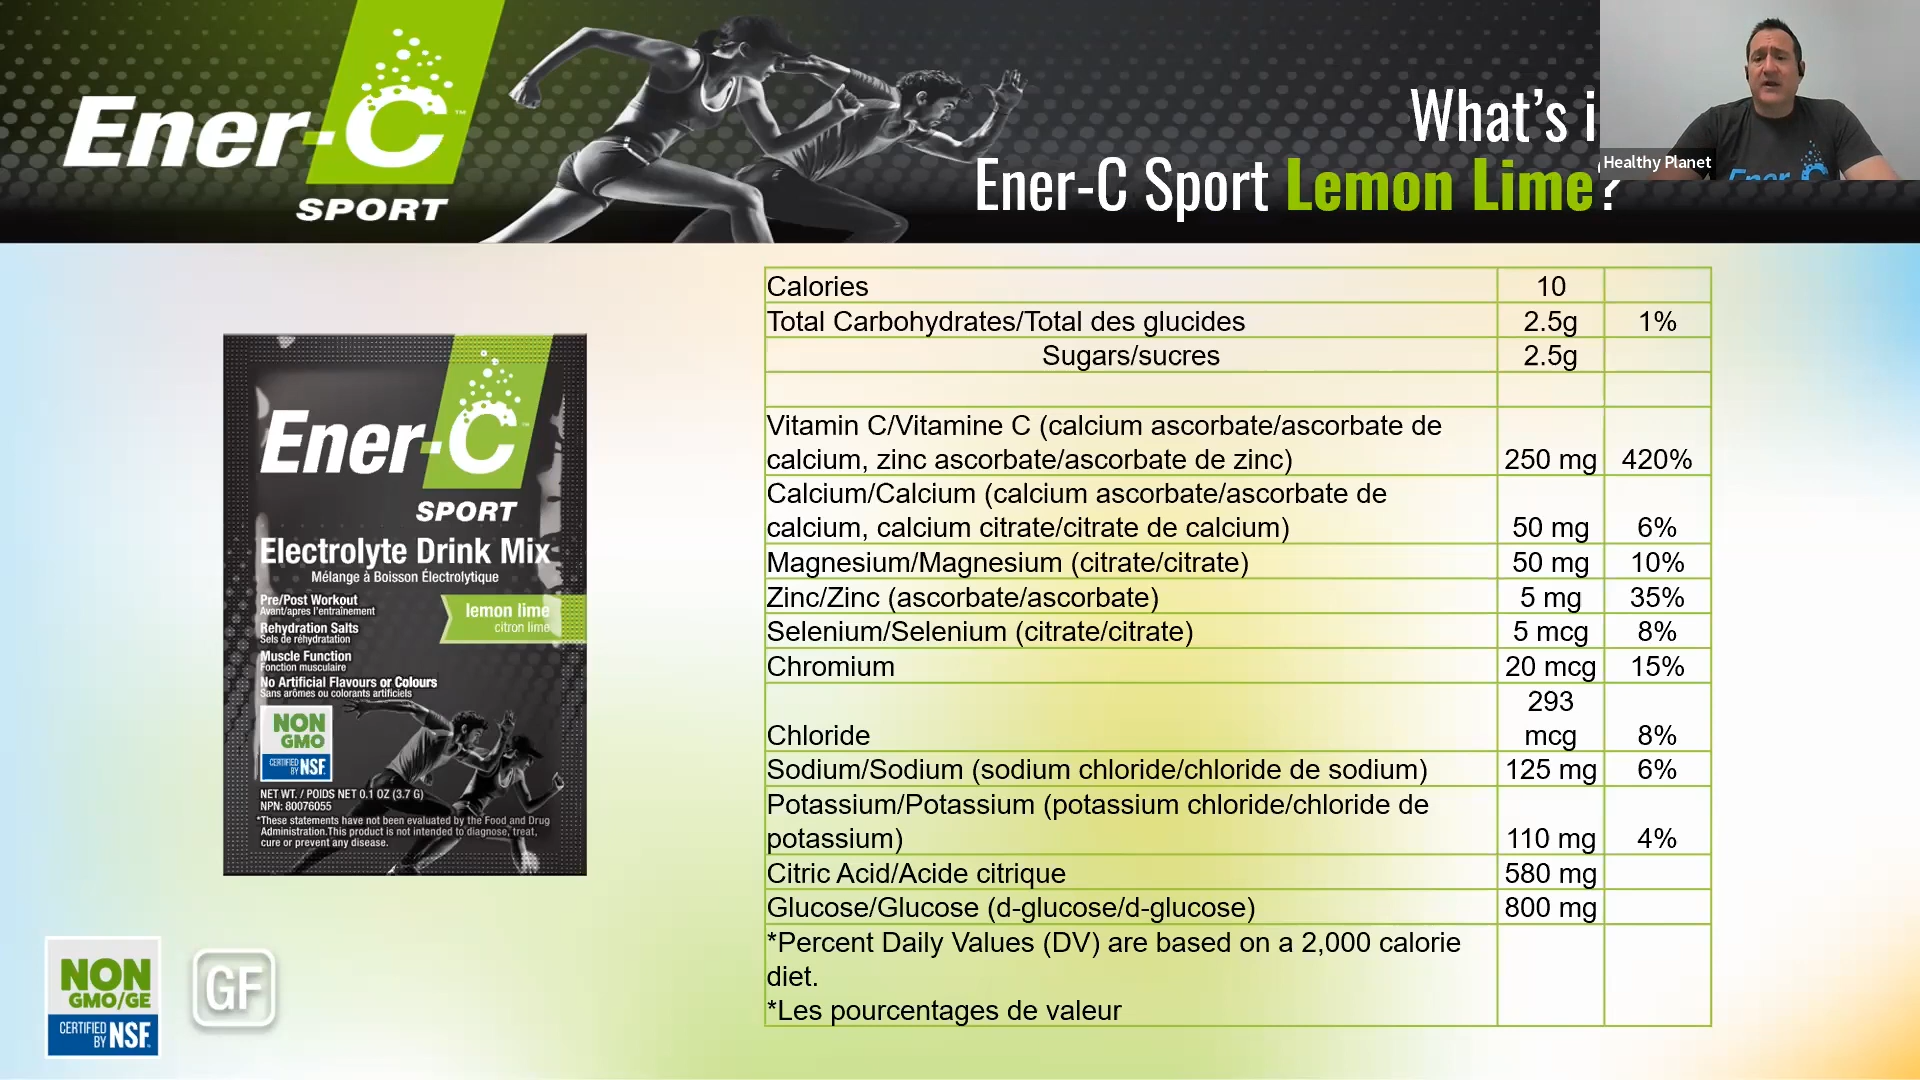 Ener-C™
SPORT
What's i
Ener-C Sport Lemon Lime?
Healthy Planet
Ener C
Calories 10
Total Carbohydrates/Total des glucides 2.5g 1%
Sugars/sucres 2.5g
Vitamin C/Vitamine C (calcium ascorbate/ascorbate de
calcium, zinc ascorbate/ascorbate de zinc) 250 mg 420%
Calcium/Calcium (calcium ascorbate/ascorbate de
calcium, calcium citrate/citrate de calcium) 50 mg 6%
Magnesium/Magnesium (citrate/citrate) 50 mg 10%
Zinc/Zinc (ascorbate/ascorbate) 5 mg 35%
Selenium/Selenium (citrate/citrate) 5 mcg 8%
Chromium 20 mcg 15%
293
Chloride mcg 8%
Sodium/Sodium (sodium chloride/chloride de sodium) 125 mg 6%
Potassium/Potassium (potassium chloride/chloride de
potassium) 110 mg 4%
Citric Acid/Acide citrique 580 mg
Glucose/Glucose (d-glucose/d-glucose) 800 mg
*Percent Daily Values (DV) are based on a 2,000 calorie
diet.
*Les pourcentages de valeur
Ener-C™
SPORT
Electrolyte Drink Mix
Mélange à Boisson Électrolytique
Pre/Post Workout
Avant/apres l'entraînement
lemon lime
citron lime
Rehydration Salts
Sels de réhydratation
Muscle Function
Fonction musculaire
No Artificial Flavours or Colours
Sans arômes ou colorants artificiels
NON
GMO
CERTIFIED BY NSF.
NET WT. / POIDS NET 0.1 OZ (3.7 G)
NPN: 80076055
*These statements have not been evaluated by the Food and Drug
Administration.This product is not intended to diagnose, treat,
cure or prevent any disease.
NON
GMO/GE
CERTIFIED BY NSF.
GF